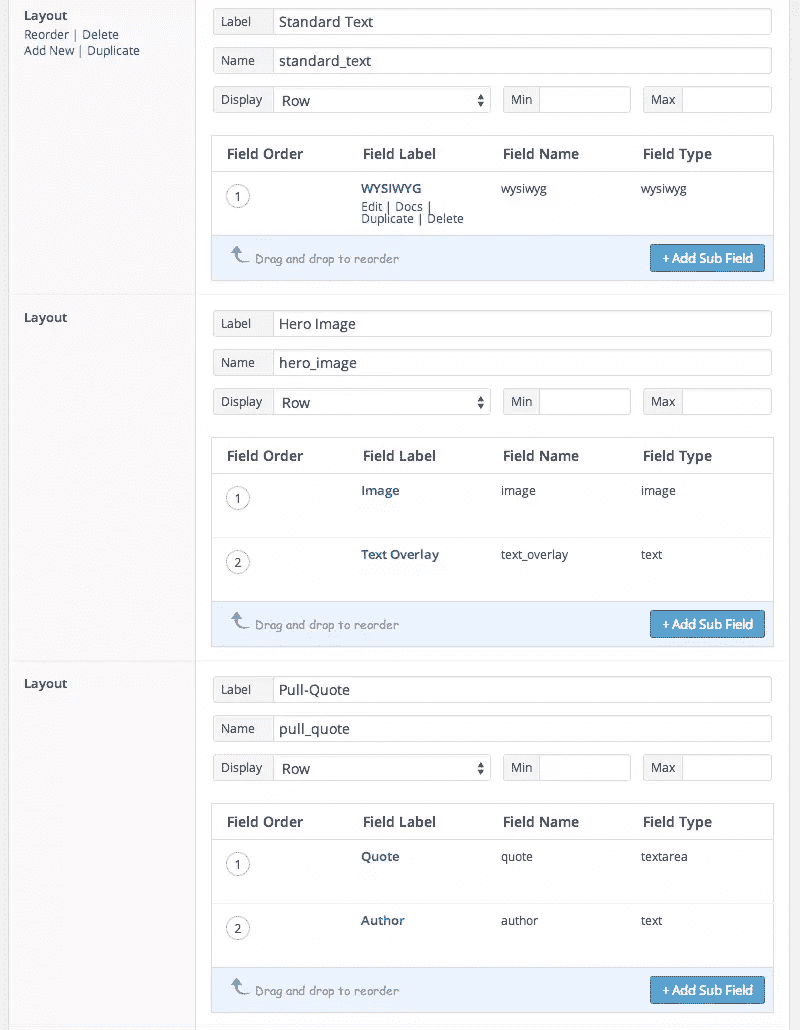 Layout
Reorder | Delete
Add New | Duplicate
Label Standard Text
Name standard_text
Display Row Min Max
Field Order Field Label Field Name Field Type
1 WYSIWYG wysiwyg wysiwyg
Edit | Docs |
Duplicate | Delete
Drag and drop to reorder + Add Sub Field
Layout
Label Hero Image
Name hero_image
Display Row Min Max
Field Order Field Label Field Name Field Type
1 Image image image
2 Text Overlay text_overlay text
Drag and drop to reorder + Add Sub Field
Layout
Label Pull-Quote
Name pull_quote
Display Row Min Max
Field Order Field Label Field Name Field Type
1 Quote quote textarea
2 Author author text
Drag and drop to reorder + Add Sub Field